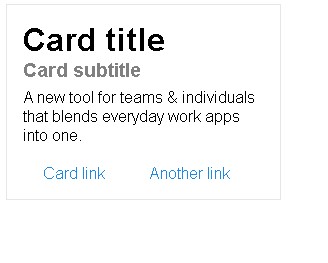 Card title
Card subtitle
A new tool for teams & individuals
that blends everyday work apps
into one.
Card link Another link